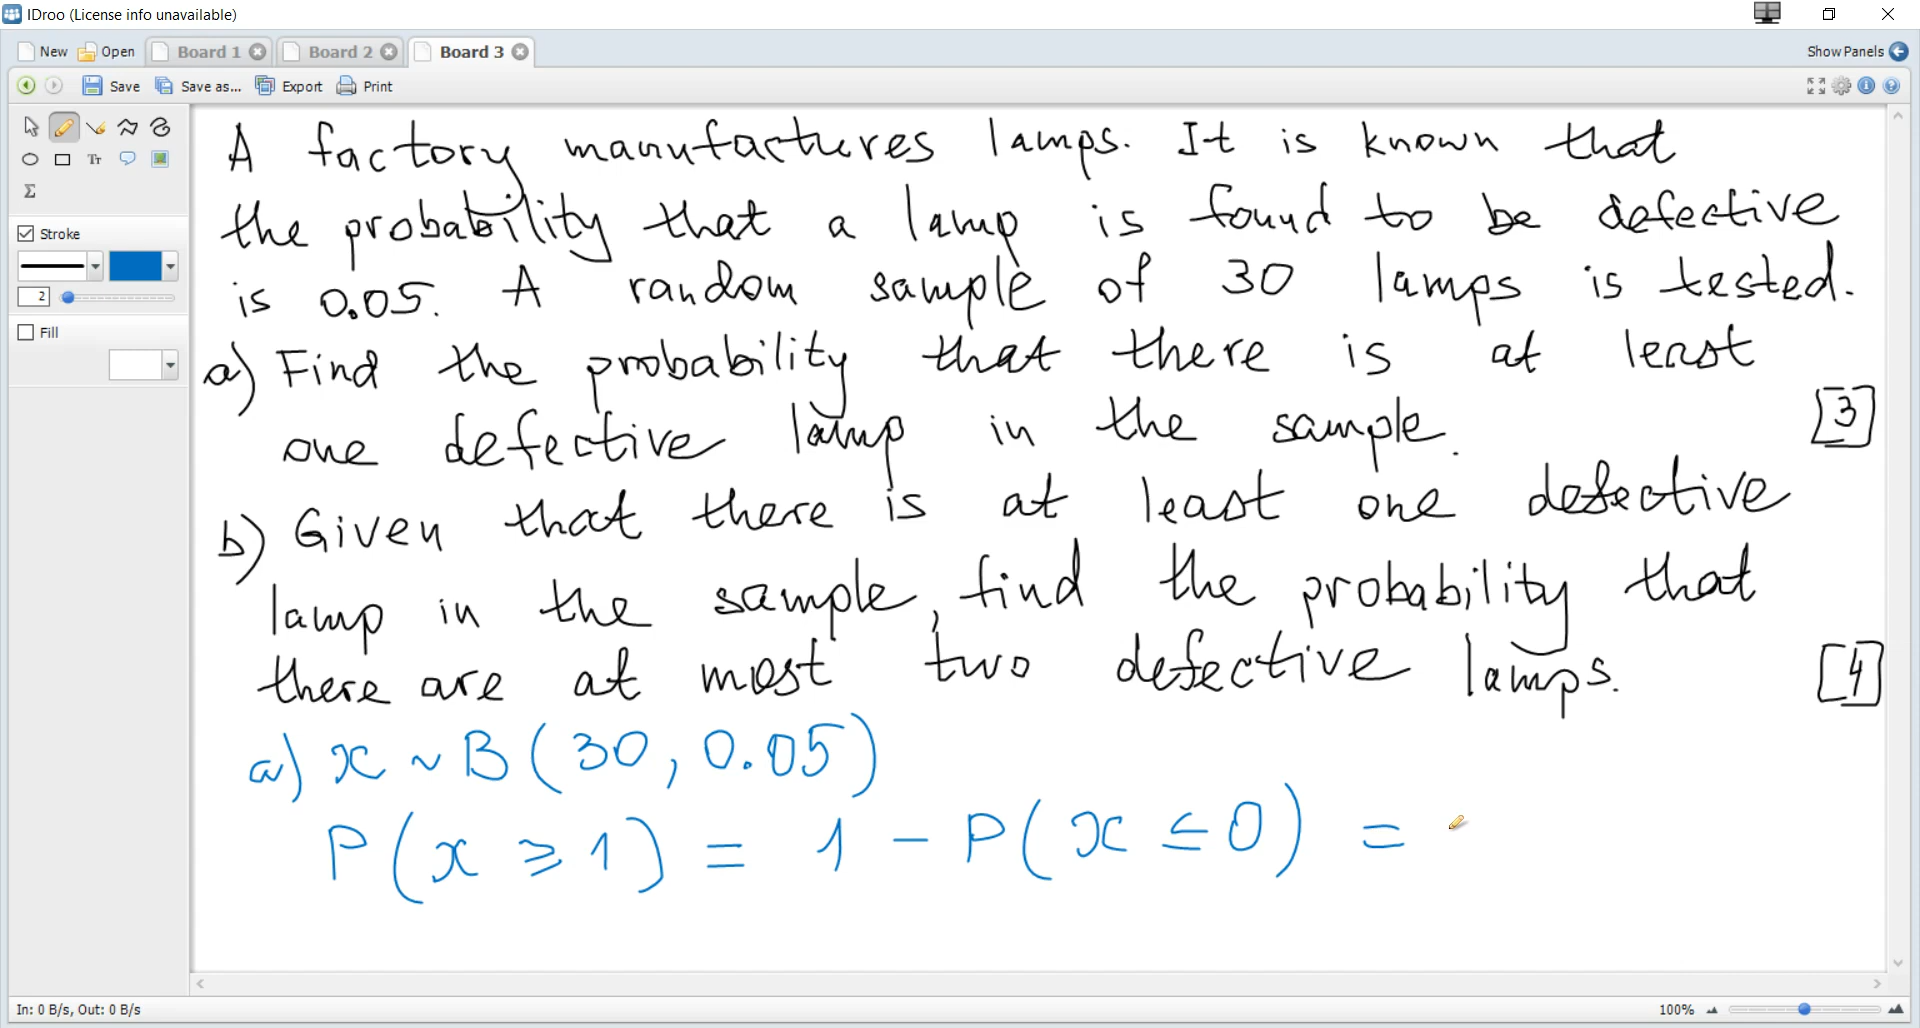 IDroo (License info unavailable)
New Open Board 1 Board 2 Board 3 Show Panels
Save Save as... Export Print
Tr
Σ
Stroke
2
Fill
A factory manufactures lamps. It is known that
the probability that a lamp is found to be defective
is 0.05. A random sample of 30 lamps is tested.
a) Find the probability that there is at least
one defective lamp in the sample. [3]
b) Given that there is at least one defective
lamp in the sample, find the probability that
there are at most two defective lamps. [4]
a) x ~ B(30, 0.05)
P(x ⩾ 1) = 1 - P(x ≤ 0) =
In: 0 B/s, Out: 0 B/s 100%